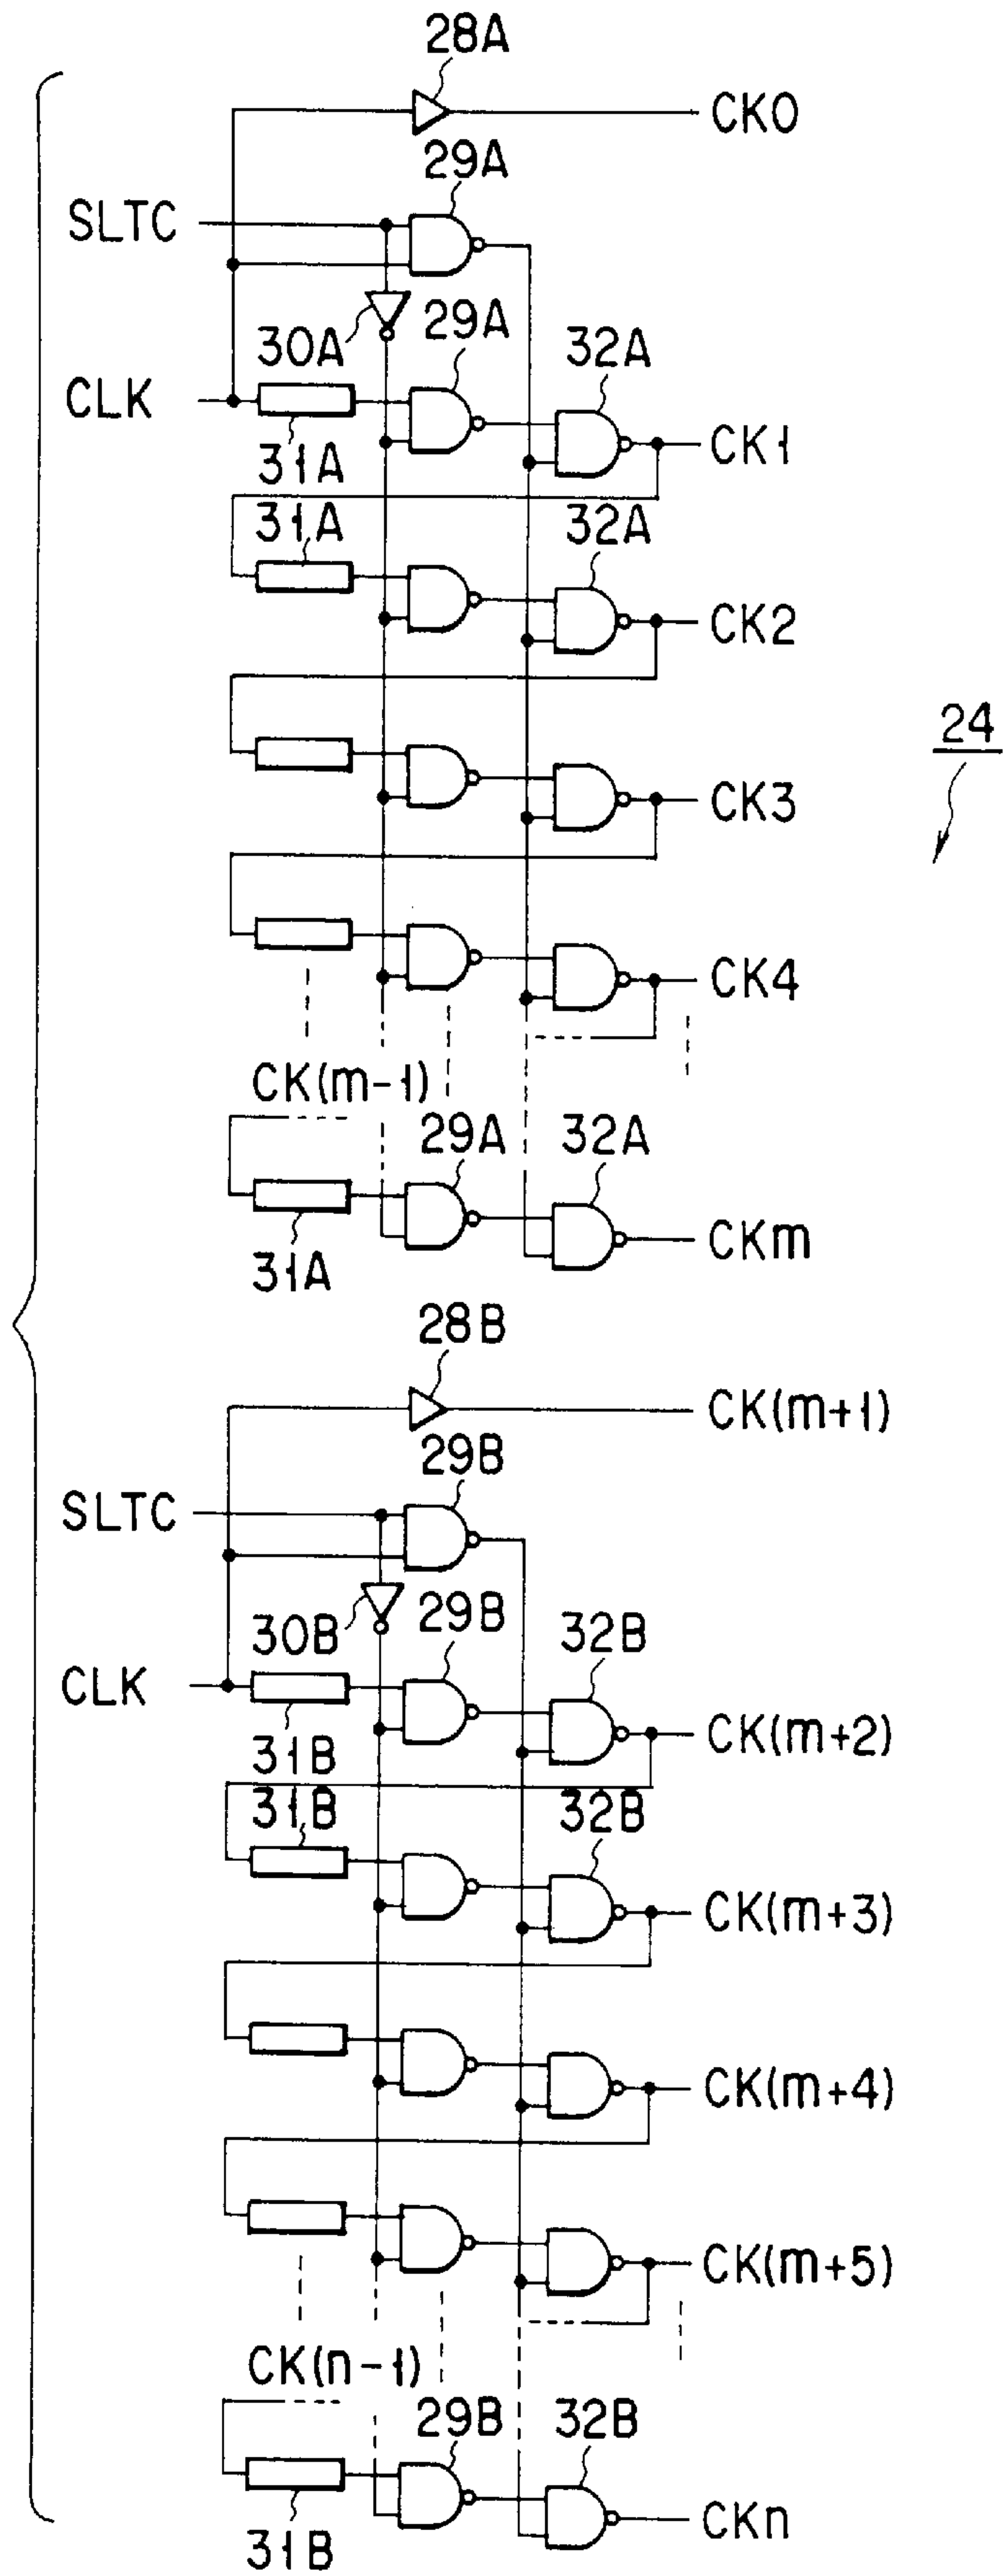 28A
CK0
29A
SLTC
30A
29A
32A
CLK
31A
CK1
31A
32A
CK2
24
CK3
CK4
CK(m-1)
29A
32A
31A
CKm
28B
CK(m+1)
29B
SLTC
30B
29B
32B
CLK
31B
CK(m+2)
31B
32B
CK(m+3)
CK(m+4)
CK(m+5)
CK(n-1)
29B
32B
31B
CKn